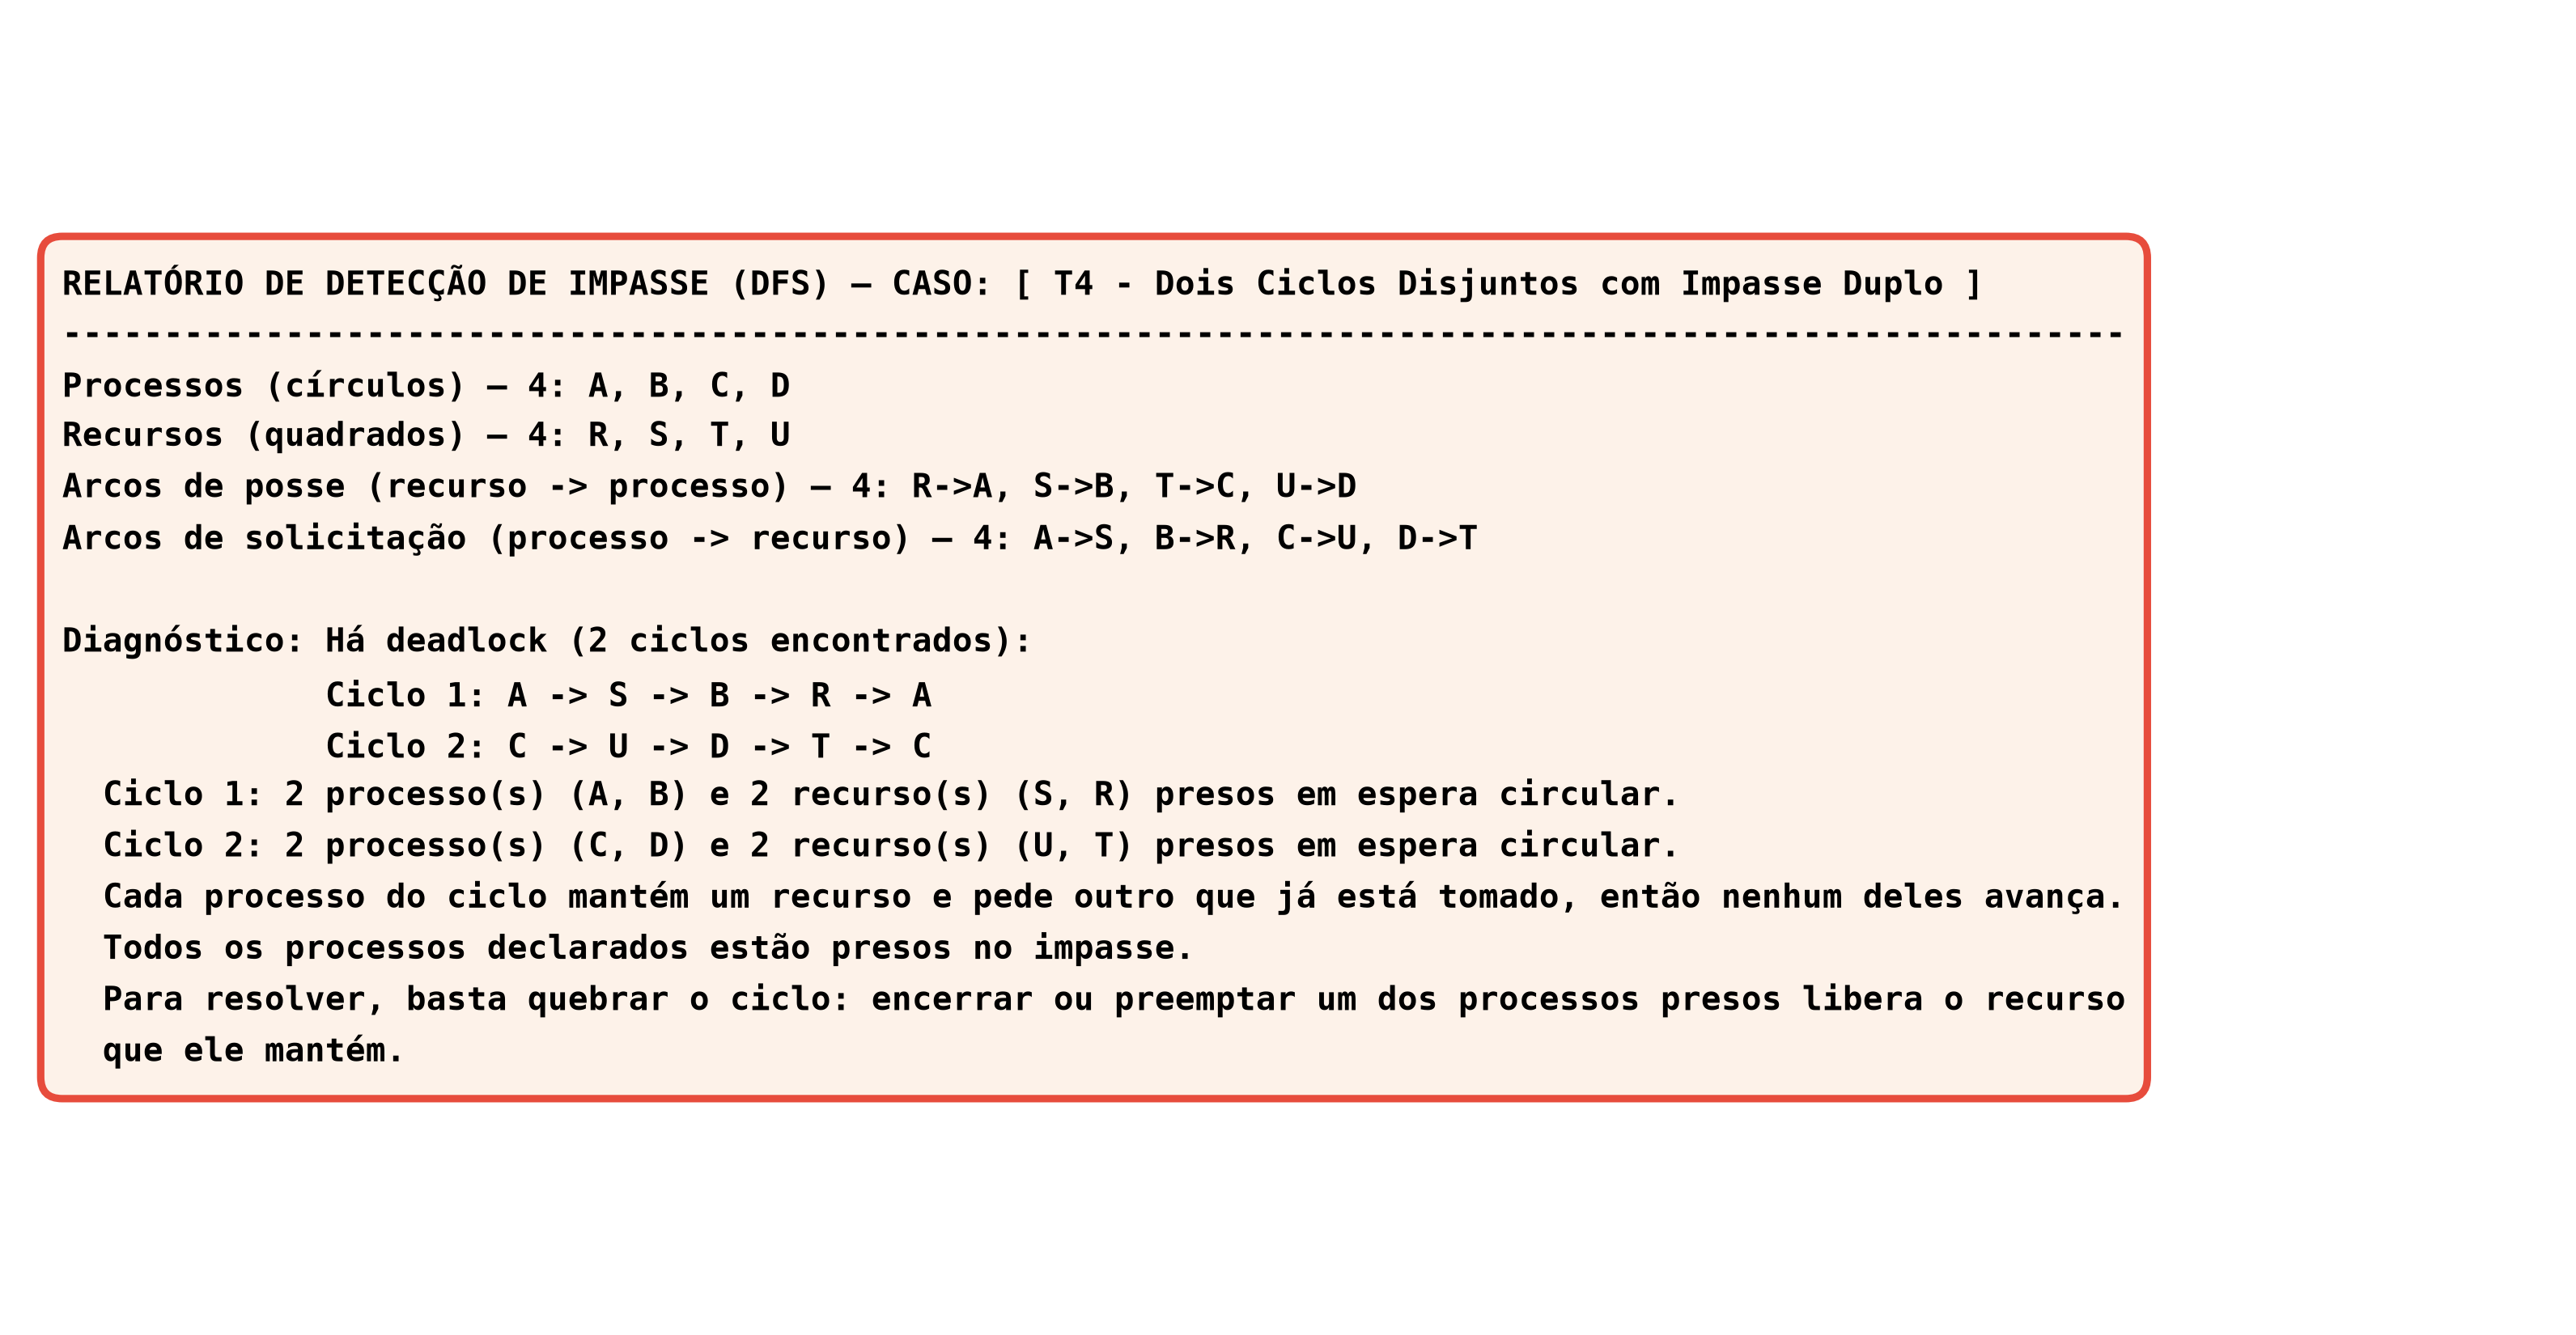 RELATÓRIO DE DETECÇÃO DE IMPASSE (DFS) — CASO: [ T4 - Dois Ciclos Disjuntos com Impasse Duplo ]
------------------------------------------------------------------------------------------------------
Processos (círculos) — 4: A, B, C, D
Recursos (quadrados) — 4: R, S, T, U
Arcos de posse (recurso -> processo) — 4: R->A, S->B, T->C, U->D
Arcos de solicitação (processo -> recurso) — 4: A->S, B->R, C->U, D->T
Diagnóstico: Há deadlock (2 ciclos encontrados):
Ciclo 1: A -> S -> B -> R -> A
Ciclo 2: C -> U -> D -> T -> C
Ciclo 1: 2 processo(s) (A, B) e 2 recurso(s) (S, R) presos em espera circular.
Ciclo 2: 2 processo(s) (C, D) e 2 recurso(s) (U, T) presos em espera circular.
Cada processo do ciclo mantém um recurso e pede outro que já está tomado, então nenhum deles avança.
Todos os processos declarados estão presos no impasse.
Para resolver, basta quebrar o ciclo: encerrar ou preemptar um dos processos presos libera o recurso
que ele mantém.